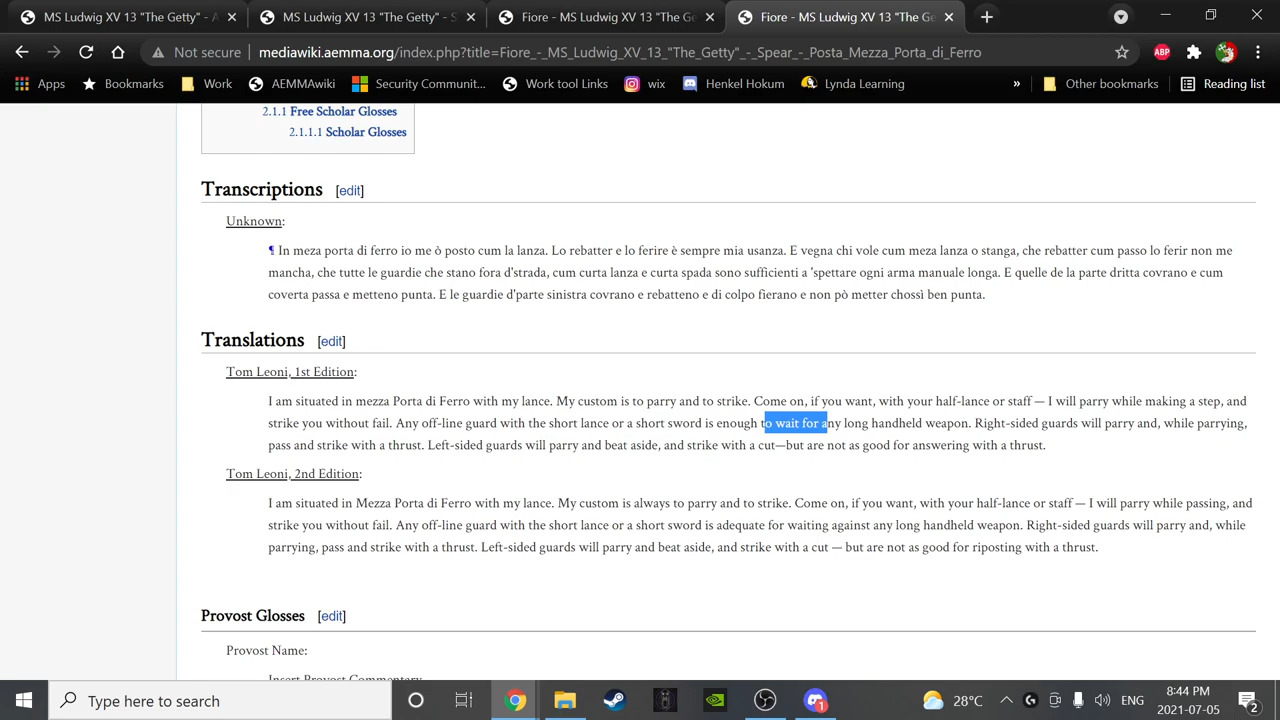 MS Ludwig XV 13 "The Getty" - A
MS Ludwig XV 13 "The Getty" - S
Fiore - MS Ludwig XV 13 "The Ge
Fiore - MS Ludwig XV 13 "The Ge
Not secure
mediawiki.aemma.org/index.php?title=Fiore_-_MS_Ludwig_XV_13_"The_Getty"_-_Spear_-_Posta_Mezza_Porta_di_Ferro
ABP
Apps
Bookmarks
Work
AEMMAwiki
Security Communit...
Work tool Links
wix
Henkel Hokum
Lynda Learning
»
Other bookmarks
Reading list
2.1.1 Free Scholar Glosses
2.1.1.1 Scholar Glosses
Transcriptions [edit]
Unknown:
¶ In meza porta di ferro io me ò posto cum la lanza. Lo rebatter e lo ferire è sempre mia usanza. E vegna chi vole cum meza lanza o stanga, che rebatter cum passo lo ferir non me
mancha, che tutte le guardie che stano fora d'strada, cum curta lanza e curta spada sono sufficienti a 'spettare ogni arma manuale longa. E quelle de la parte dritta covrano e cum
coverta passa e metteno punta. E le guardie d'parte sinistra covrano e rebatteno e di colpo fierano e non pò metter chossì ben punta.
Translations [edit]
Tom Leoni, 1st Edition:
I am situated in mezza Porta di Ferro with my lance. My custom is to parry and to strike. Come on, if you want, with your half-lance or staff — I will parry while making a step, and
strike you without fail. Any off-line guard with the short lance or a short sword is enough to wait for any long handheld weapon. Right-sided guards will parry and, while parrying,
pass and strike with a thrust. Left-sided guards will parry and beat aside, and strike with a cut—but are not as good for answering with a thrust.
Tom Leoni, 2nd Edition:
I am situated in Mezza Porta di Ferro with my lance. My custom is always to parry and to strike. Come on, if you want, with your half-lance or staff — I will parry while passing, and
strike you without fail. Any off-line guard with the short lance or a short sword is adequate for waiting against any long handheld weapon. Right-sided guards will parry and, while
parrying, pass and strike with a thrust. Left-sided guards will parry and beat aside, and strike with a cut — but are not as good for riposting with a thrust.
Provost Glosses [edit]
Provost Name:
Insert Provost Commentary
Type here to search
1
28°C
ENG
8:44 PM
2021-07-05
2